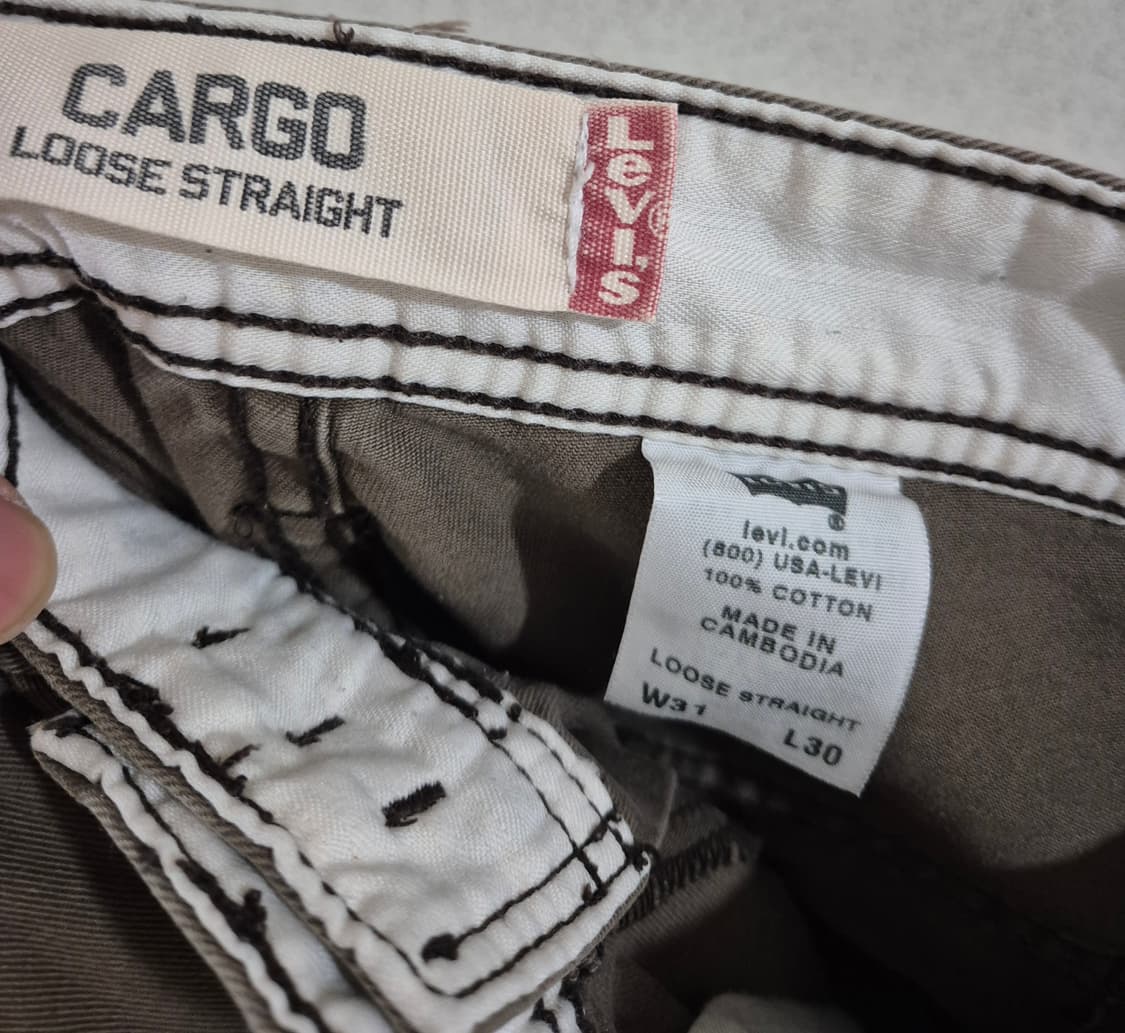 CARGO
LOOSE STRAIGHT
Levi's®
®
levi.com
(800) USA-LEVI
100% COTTON
MADE IN
CAMBODIA
LOOSE STRAIGHT
W31
L30